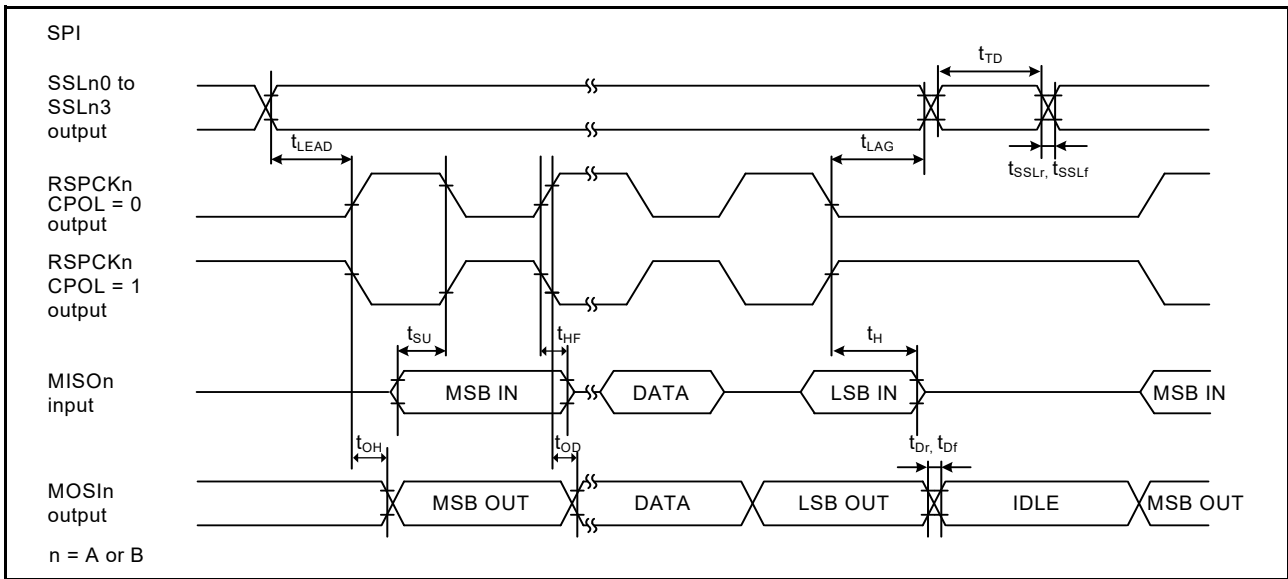 SPI
tTD
SSLn0 to
SSLn3
output
tLEAD
tLAG
tSSLr, tSSLf
RSPCKn
CPOL = 0
output
RSPCKn
CPOL = 1
output
tSU
tHF
tH
MISOn
input
MSB IN
DATA
LSB IN
MSB IN
tOH
tOD
tDr, tDf
MOSIn
output
MSB OUT
DATA
LSB OUT
IDLE
MSB OUT
n = A or B